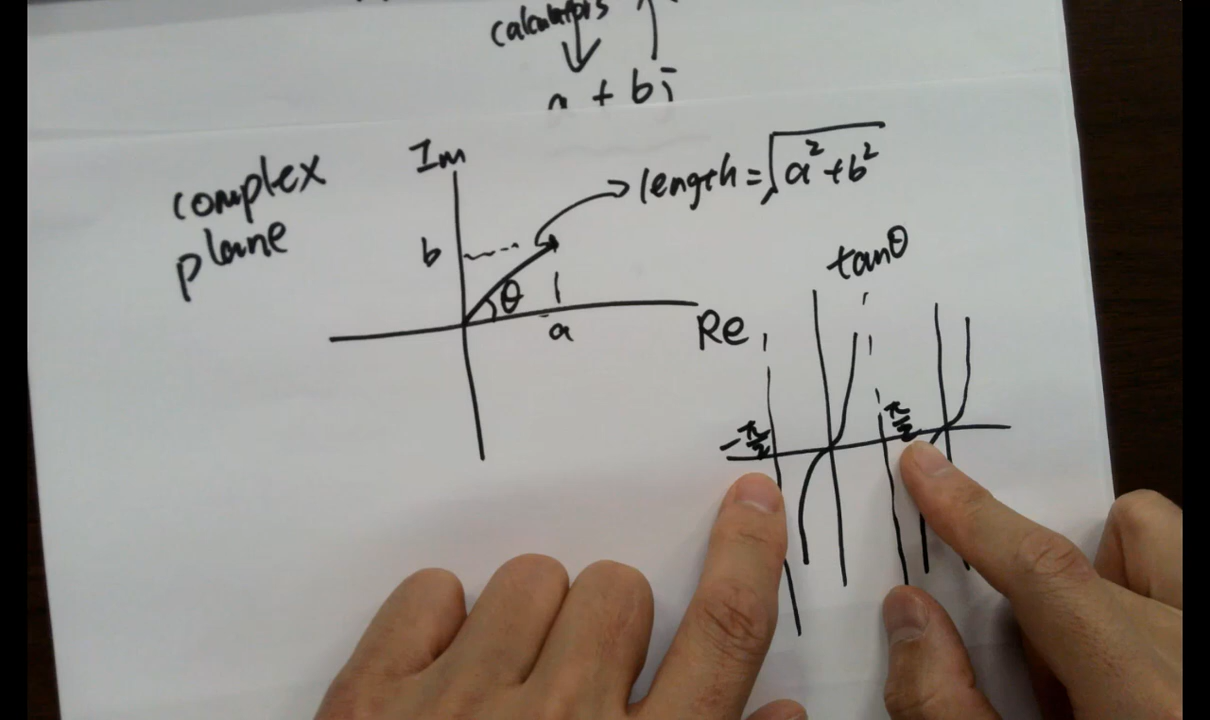 calculators
a + bi
complex
plane
Im
length = √a²+b²
b
θ
a
Re
tanθ
-π/2
π/2